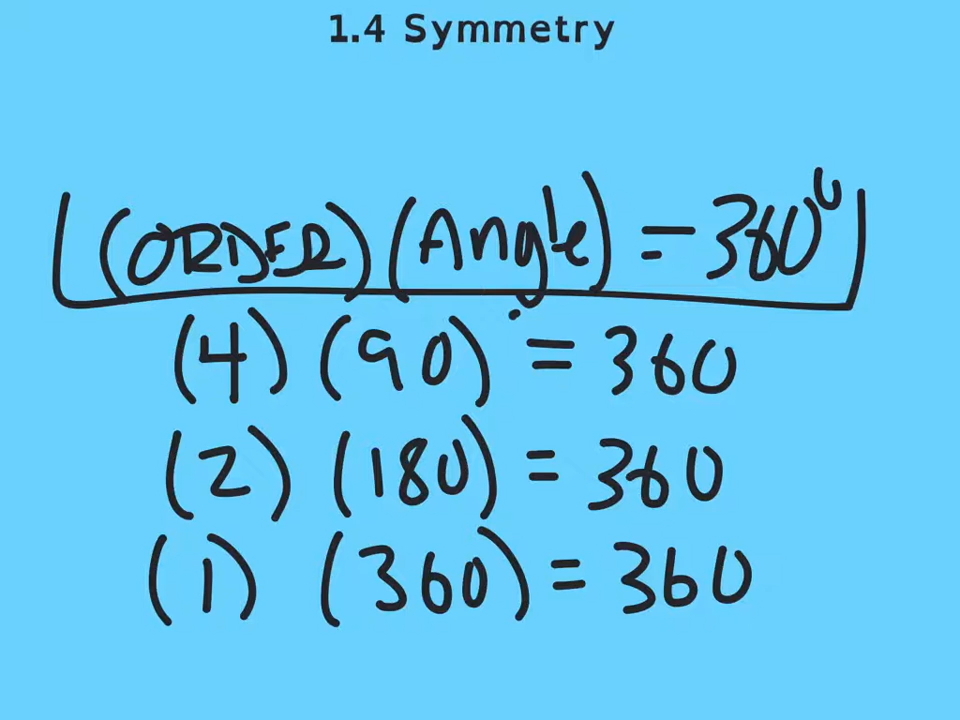 1.4 Symmetry
(ORDER)(Angle) = 360°
(4)(90) = 360
(2)(180) = 360
(1)(360) = 360